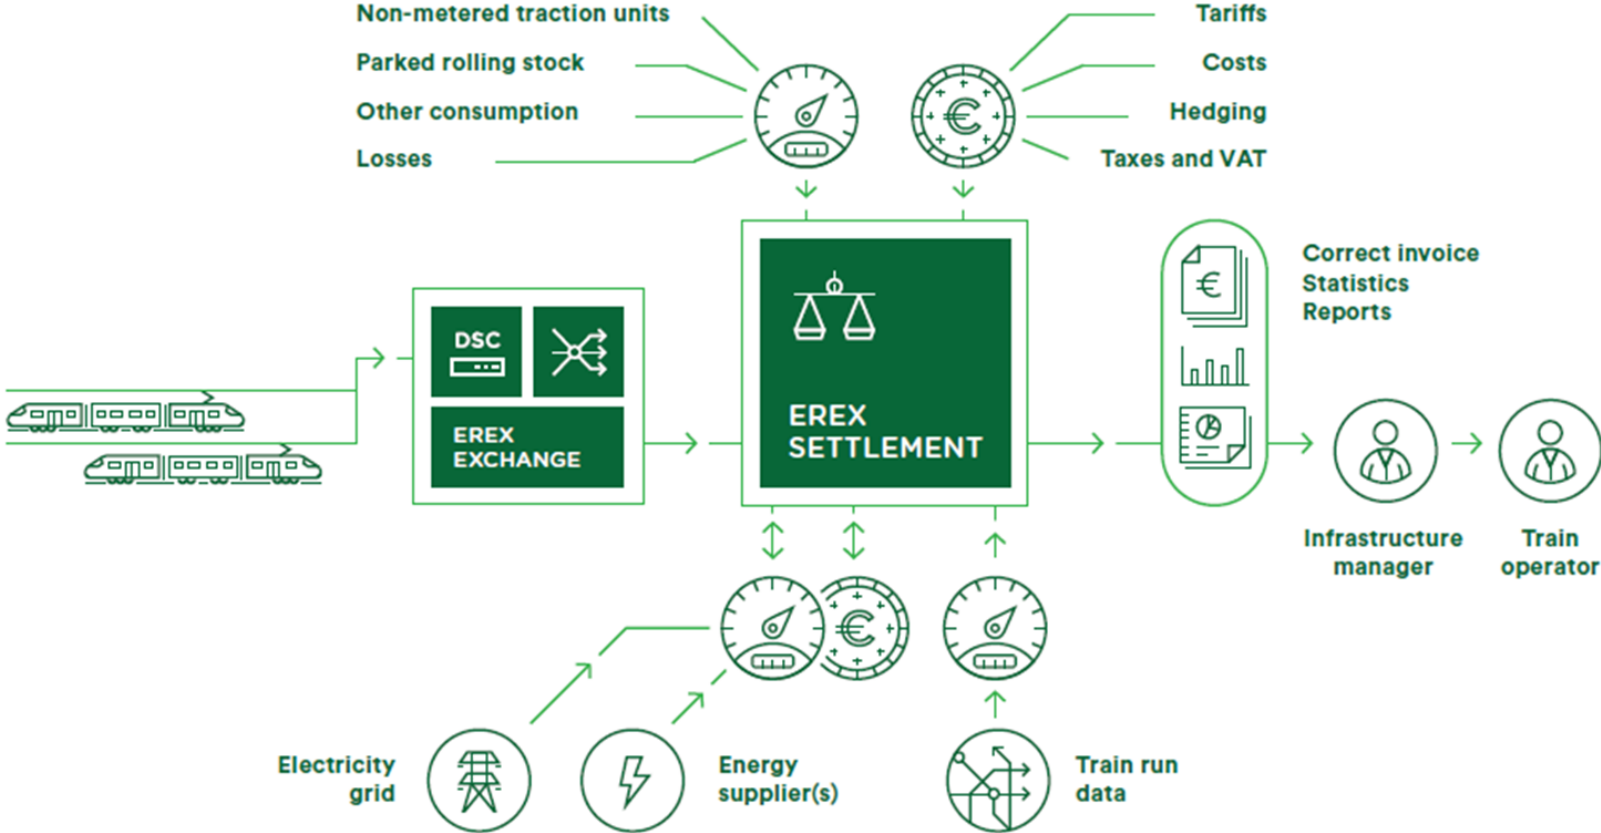 Non-metered traction units
Parked rolling stock
Other consumption
Losses
Tariffs
Costs
Hedging
Taxes and VAT
DSC
EREX
EXCHANGE
EREX
SETTLEMENT
Correct invoice
Statistics
Reports
Infrastructure
manager
Train
operator
Electricity
grid
Energy
supplier(s)
Train run
data